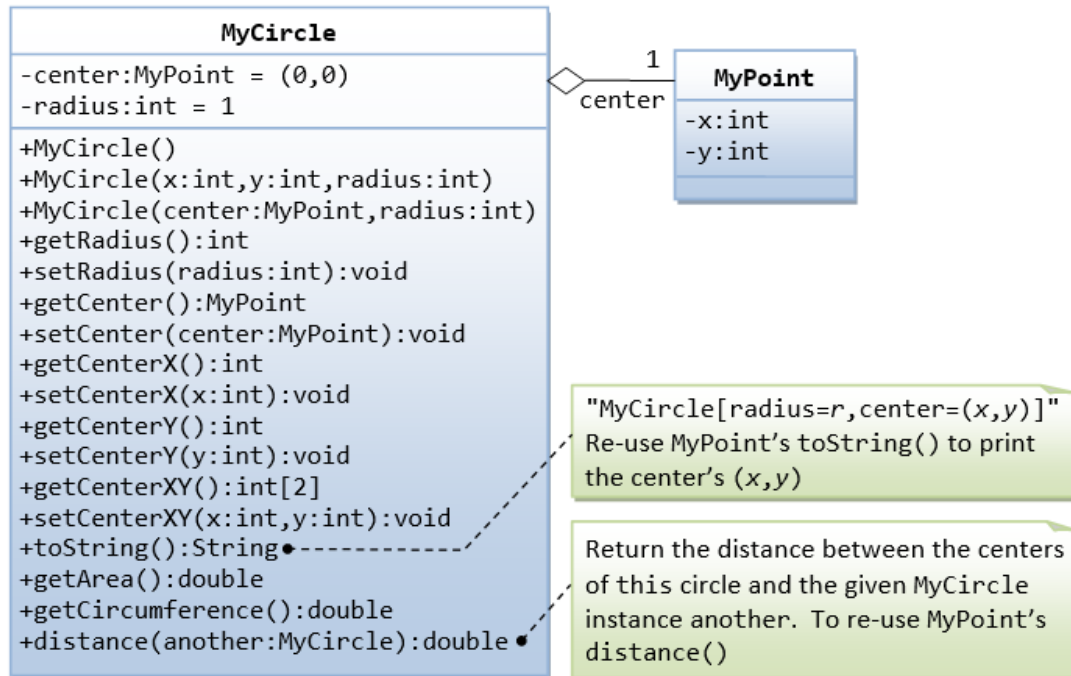 MyCircle
-center:MyPoint = (0,0)
-radius:int = 1
+MyCircle()
+MyCircle(x:int,y:int,radius:int)
+MyCircle(center:MyPoint,radius:int)
+getRadius():int
+setRadius(radius:int):void
+getCenter():MyPoint
+setCenter(center:MyPoint):void
+getCenterX():int
+setCenterX(x:int):void
+getCenterY():int
+setCenterY(y:int):void
+getCenterXY():int[2]
+setCenterXY(x:int,y:int):void
+toString():String
+getArea():double
+getCircumference():double
+distance(another:MyCircle):double
1
center
MyPoint
-x:int
-y:int
"MyCircle[radius=r,center=(x,y)]"
Re-use MyPoint's toString() to print
the center's (x,y)
Return the distance between the centers
of this circle and the given MyCircle
instance another. To re-use MyPoint's
distance()